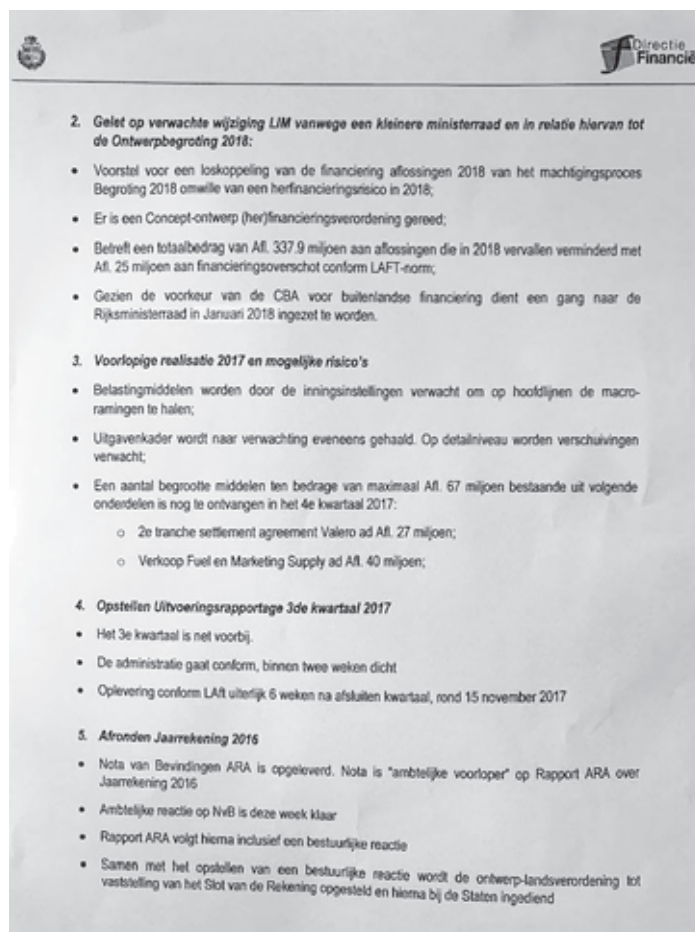 Directie
Financië
2. Gelet op verwachte wijziging LIM vanwege een kleinere ministerraad en in relatie hiervan tot
de Ontwerpbegroting 2018:
• Voorstel voor een loskoppeling van de financiering aflossingen 2018 van het machtigingsproces
Begroting 2018 omwille van een herfinancieringsrisico in 2018;
• Er is een Concept-ontwerp (her)financieringsverordening gereed;
• Betreft een totaalbedrag van Afl. 337.9 miljoen aan aflossingen die in 2018 vervallen verminderd met
Afl. 25 miljoen aan financieringsoverschot conform LAFT-norm;
• Gezien de voorkeur van de CBA voor buitenlandse financiering dient een gang naar de
Rijksministerraad in Januari 2018 ingezet te worden.
3. Voorlopige realisatie 2017 en mogelijke risico's
• Belastingmiddelen worden door de inningsinstellingen verwacht om op hoofdlijnen de macro-
ramingen te halen;
• Uitgavenkader wordt naar verwachting eveneens gehaald. Op detailniveau worden verschuivingen
verwacht;
• Een aantal begrootte middelen ten bedrage van maximaal Afl. 67 miljoen bestaande uit volgende
onderdelen is nog te ontvangen in het 4e kwartaal 2017:
o 2e tranche settlement agreement Valero ad Afl. 27 miljoen;
o Verkoop Fuel en Marketing Supply ad Afl. 40 miljoen;
4. Opstellen Uitvoeringsrapportage 3de kwartaal 2017
• Het 3e kwartaal is net voorbij.
• De administratie gaat conform, binnen twee weken dicht
• Oplevering conform LAft uiterlijk 6 weken na afsluiten kwartaal, rond 15 november 2017
5. Afronden Jaarrekening 2016
• Nota van Bevindingen ARA is opgeleverd. Nota is "ambtelijke voorloper" op Rapport ARA over
Jaarrekening 2016
• Ambtelijke reactie op NvB is deze week klaar
• Rapport ARA volgt hierna inclusief een bestuurlijke reactie
• Samen met het opstellen van een bestuurlijke reactie wordt de ontwerp-landsverordening tot
vaststelling van het Slot van de Rekening opgesteld en hierna bij de Staten ingediend